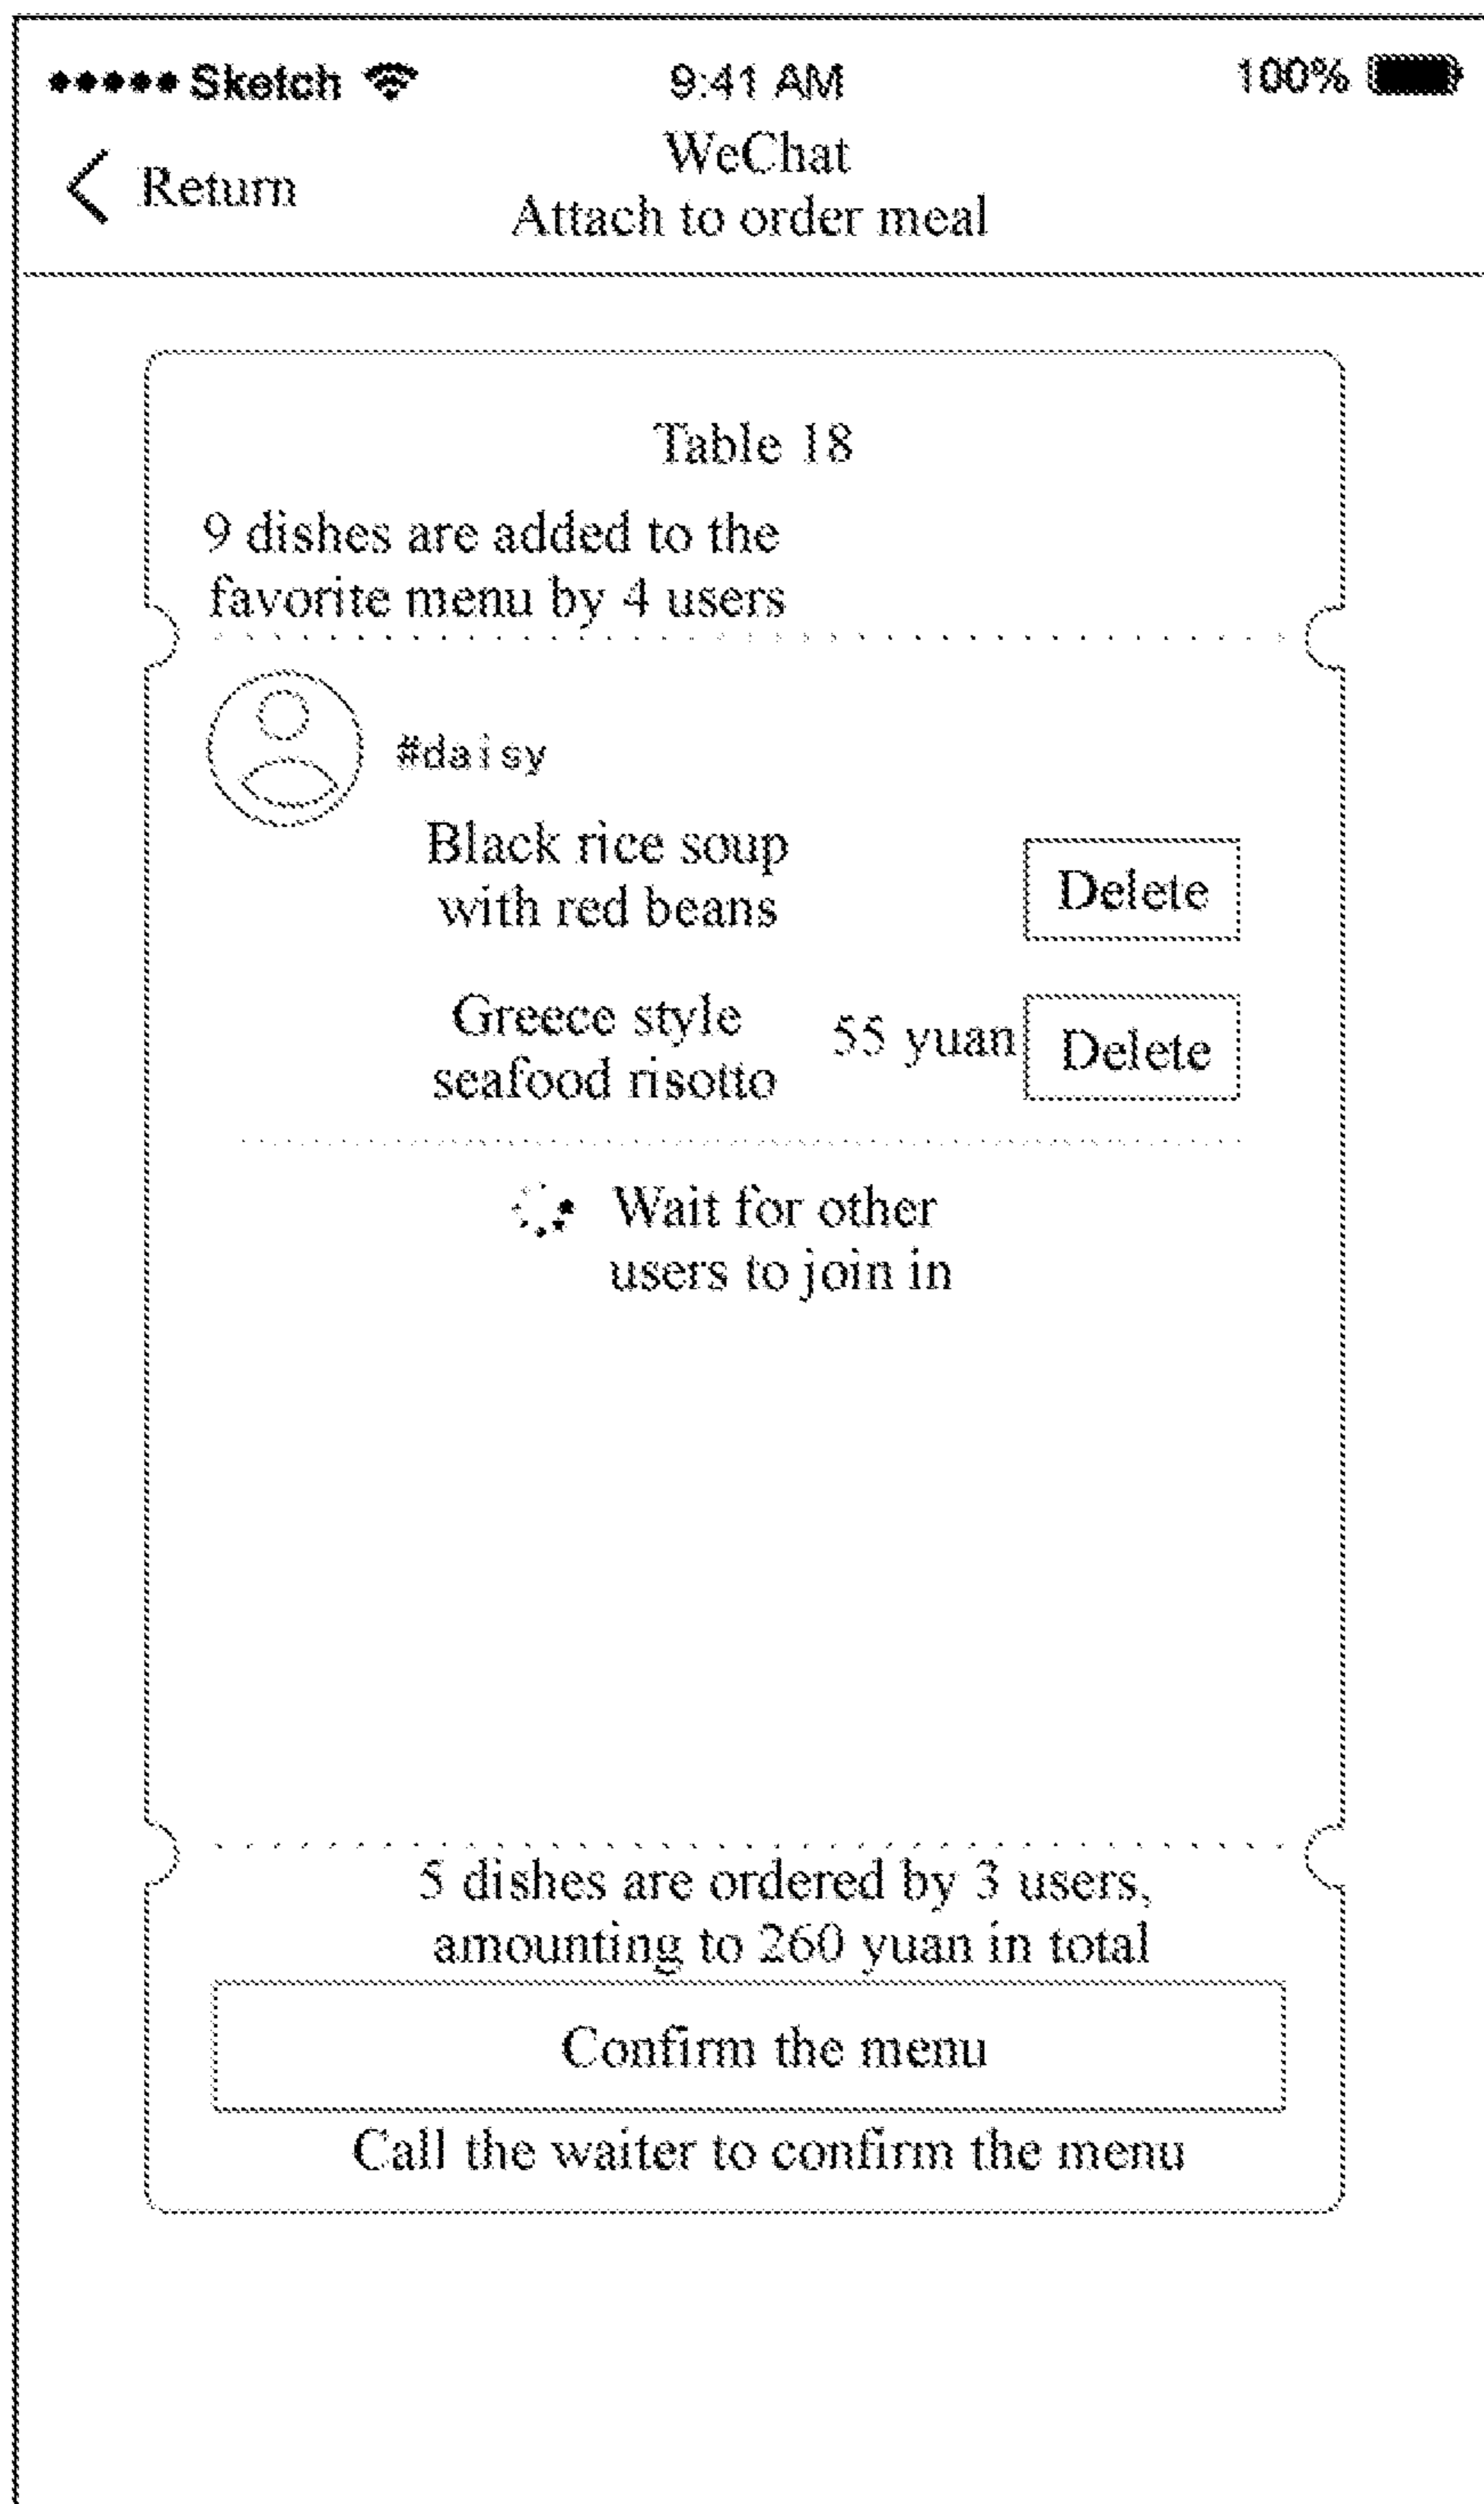 Sketch 9:41 AM 100%
WeChat
Return
Attach to order meal
Table 18
9 dishes are added to the
favorite menu by 4 users
#daisy
Black rice soup
with red beans
Delete
Greece style
seafood risotto
55 yuan
Delete
Wait for other
users to join in
5 dishes are ordered by 3 users,
amounting to 260 yuan in total
Confirm the menu
Call the waiter to confirm the menu